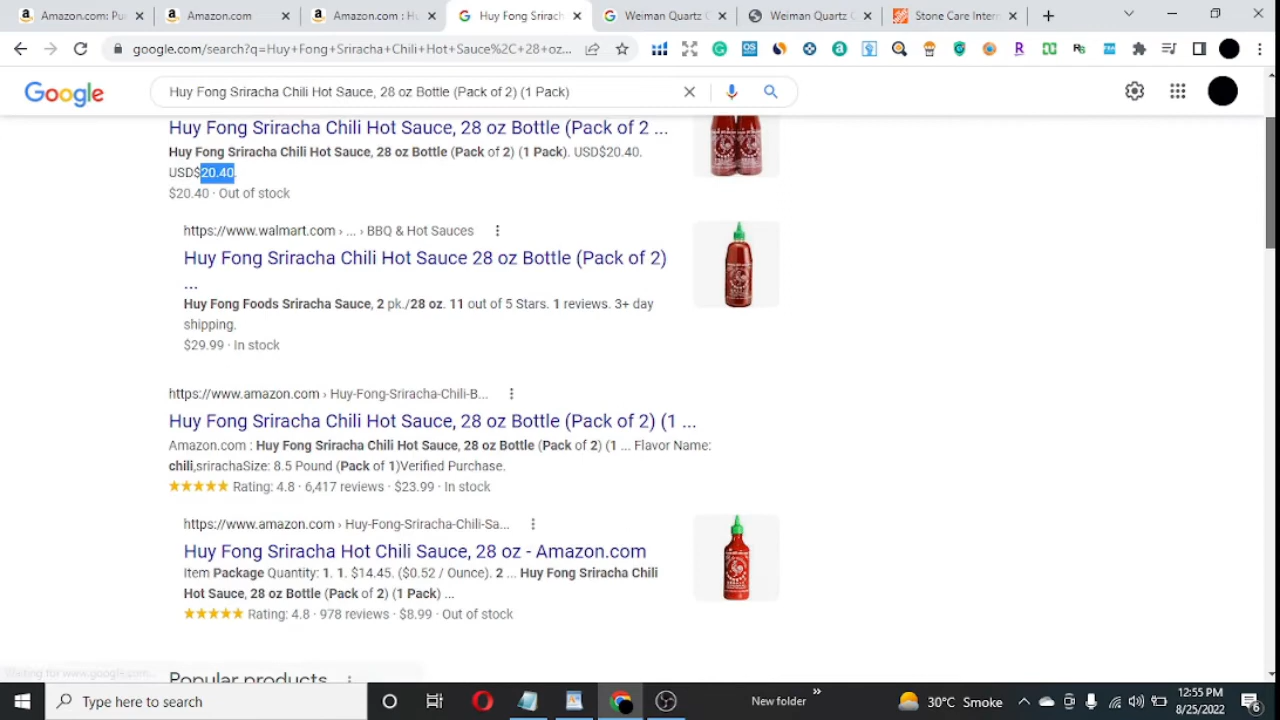 Amazon.com: Pu
Amazon.com
Amazon.com : H
Huy Fong Srirach
Weiman Quartz C
Weiman Quartz
Stone Care Inter
google.com/search?q=Huy+Fong+Sriracha+Chili+Hot+Sauce%2C+28+oz...
Google
Huy Fong Sriracha Chili Hot Sauce, 28 oz Bottle (Pack of 2) (1 Pack)
Huy Fong Sriracha Chili Hot Sauce, 28 oz Bottle (Pack of 2 ...
Huy Fong Sriracha Chili Hot Sauce, 28 oz Bottle (Pack of 2) (1 Pack). USD$20.40.
USD$20.40.
$20.40 · Out of stock
https://www.walmart.com › ... › BBQ & Hot Sauces
Huy Fong Sriracha Chili Hot Sauce 28 oz Bottle (Pack of 2)
...
Huy Fong Foods Sriracha Sauce, 2 pk./28 oz. 11 out of 5 Stars. 1 reviews. 3+ day
shipping.
$29.99 · In stock
https://www.amazon.com › Huy-Fong-Sriracha-Chili-B...
Huy Fong Sriracha Chili Hot Sauce, 28 oz Bottle (Pack of 2) (1 ...
Amazon.com : Huy Fong Sriracha Chili Hot Sauce, 28 oz Bottle (Pack of 2) (1 ... Flavor Name:
chili,srirachaSize: 8.5 Pound (Pack of 1)Verified Purchase.
Rating: 4.8 · 6,417 reviews · $23.99 · In stock
https://www.amazon.com › Huy-Fong-Sriracha-Chili-Sa...
Huy Fong Sriracha Hot Chili Sauce, 28 oz - Amazon.com
Item Package Quantity: 1. 1. $14.45. ($0.52 / Ounce). 2 ... Huy Fong Sriracha Chili
Hot Sauce, 28 oz Bottle (Pack of 2) (1 Pack) ...
Rating: 4.8 · 978 reviews · $8.99 · Out of stock
Waiting for www.google.com...
Popular products
Type here to search
New folder
30°C Smoke
12:55 PM
8/25/2022
6